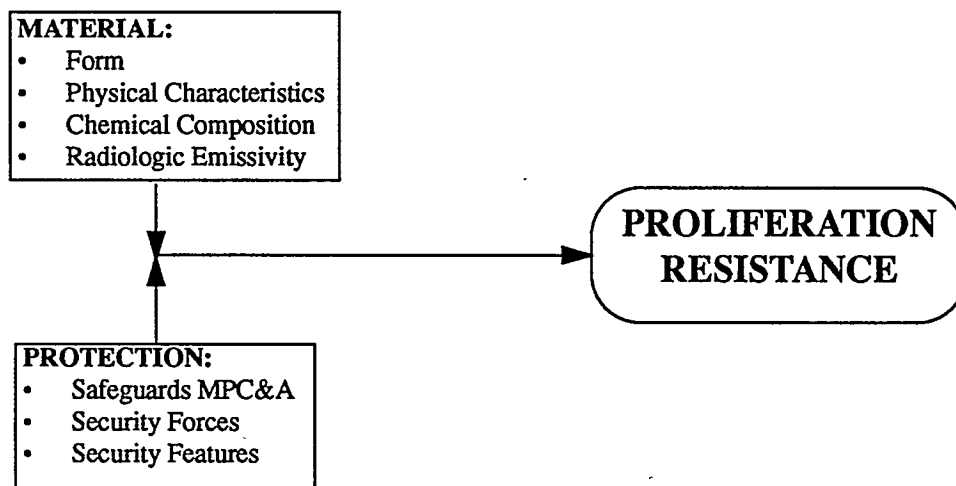 MATERIAL:
• Form
• Physical Characteristics
• Chemical Composition
• Radiologic Emissivity
PROLIFERATION
RESISTANCE
PROTECTION:
• Safeguards MPC&A
• Security Forces
• Security Features